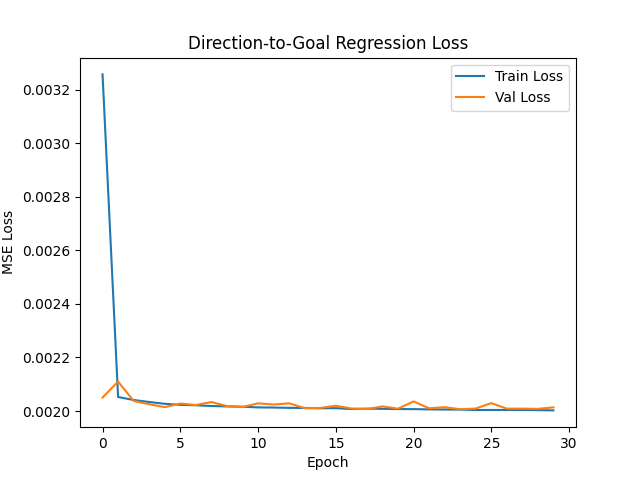 Direction-to-Goal Regression Loss
Train Loss
Val Loss
0.0032
0.0030
0.0028
0.0026
0.0024
0.0022
0.0020
MSE Loss
0 5 10 15 20 25 30
Epoch